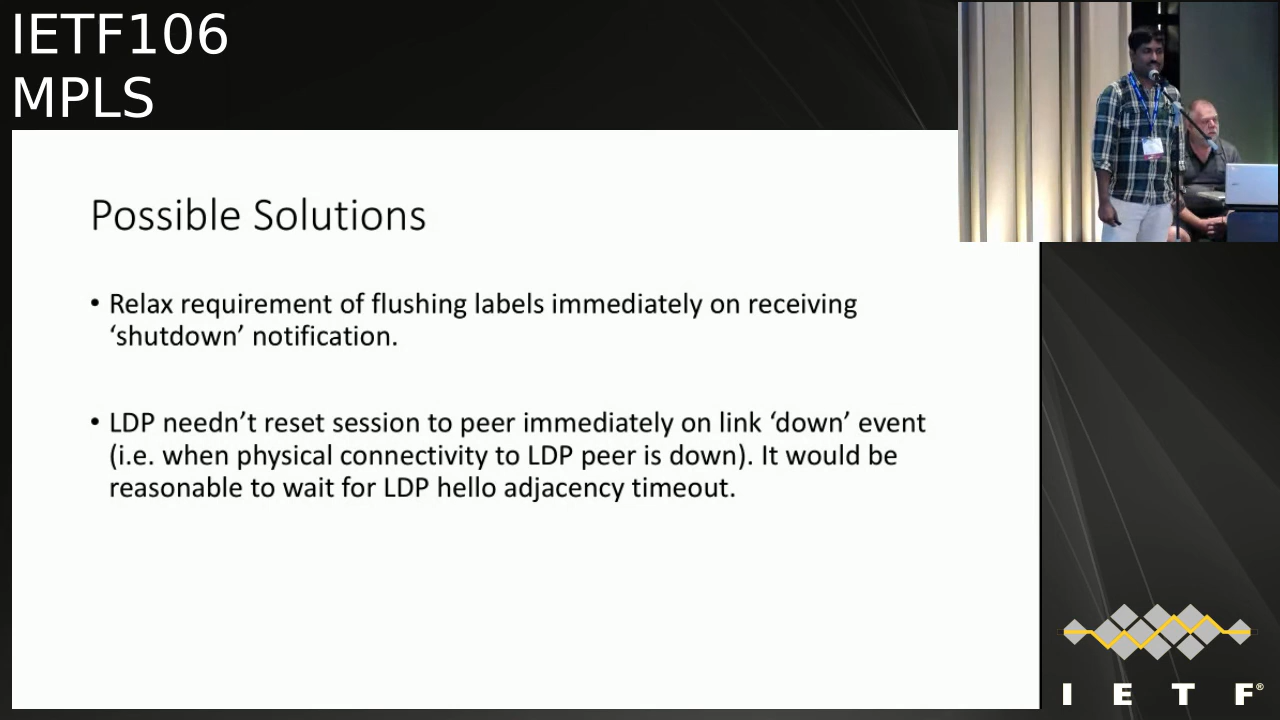 IETF106
MPLS
Possible Solutions
• Relax requirement of flushing labels immediately on receiving
‘shutdown’ notification.
• LDP needn’t reset session to peer immediately on link ‘down’ event
(i.e. when physical connectivity to LDP peer is down). It would be
reasonable to wait for LDP hello adjacency timeout.
I E T F®